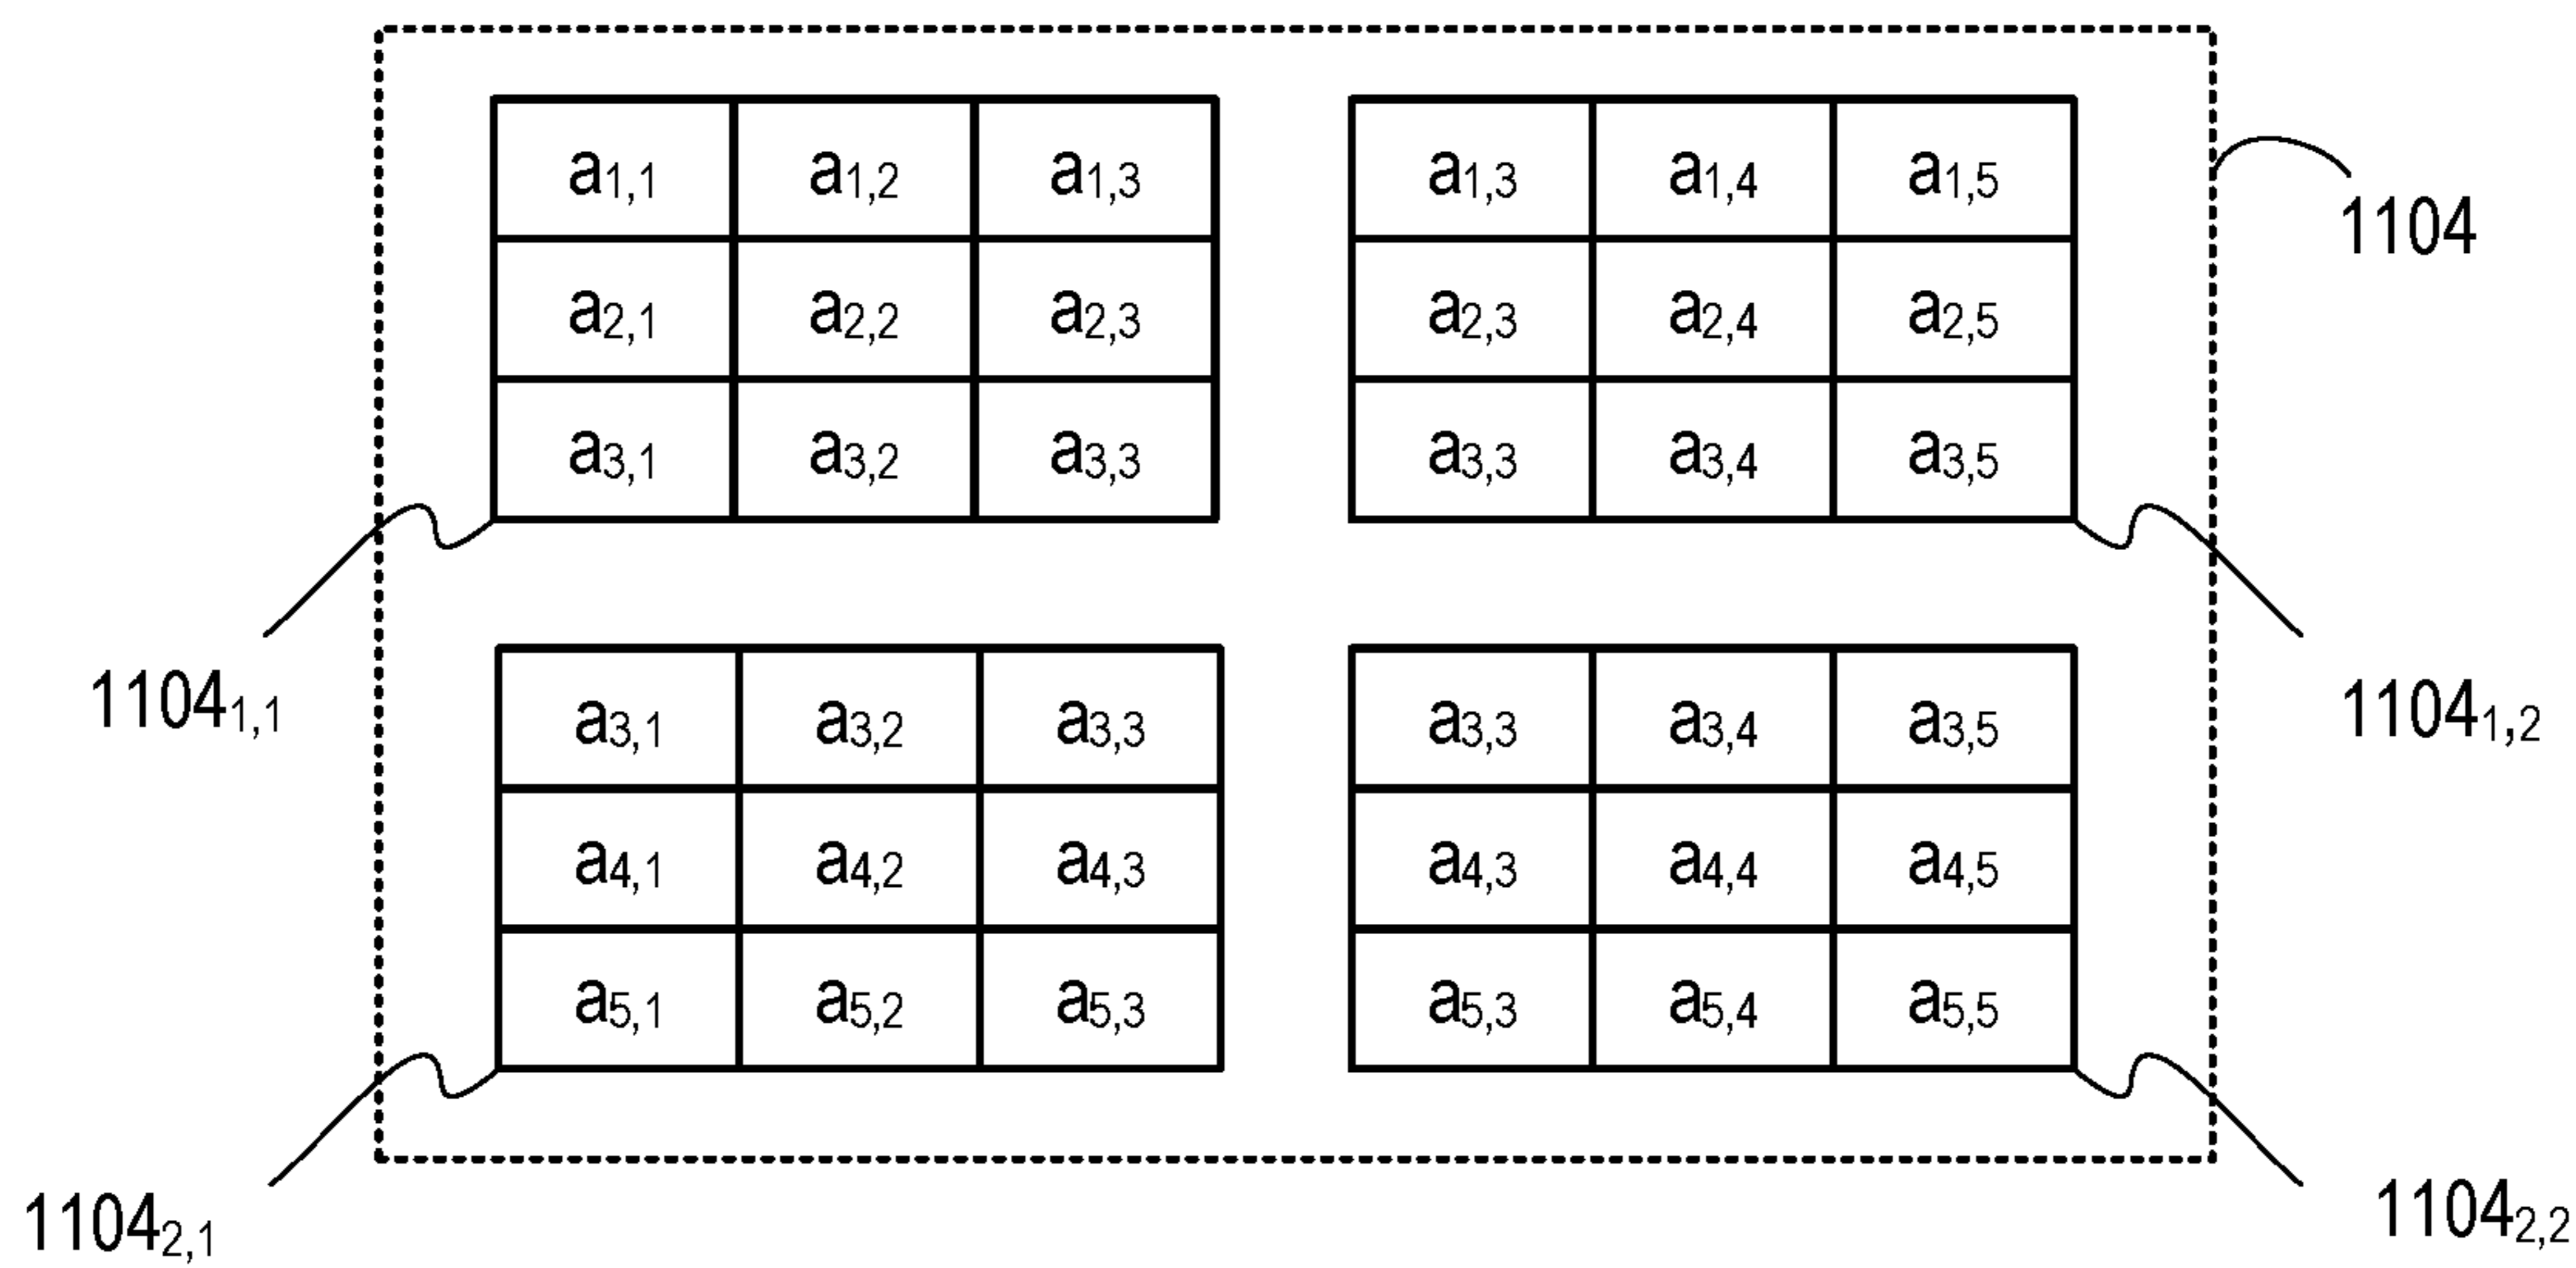 a1,1 a1,2 a1,3 a1,3 a1,4 a1,5
1104
a2,1 a2,2 a2,3 a2,3 a2,4 a2,5
a3,1 a3,2 a3,3 a3,3 a3,4 a3,5
11041,1 11041,2
a3,1 a3,2 a3,3 a3,3 a3,4 a3,5
a4,1 a4,2 a4,3 a4,3 a4,4 a4,5
a5,1 a5,2 a5,3 a5,3 a5,4 a5,5
11042,1 11042,2